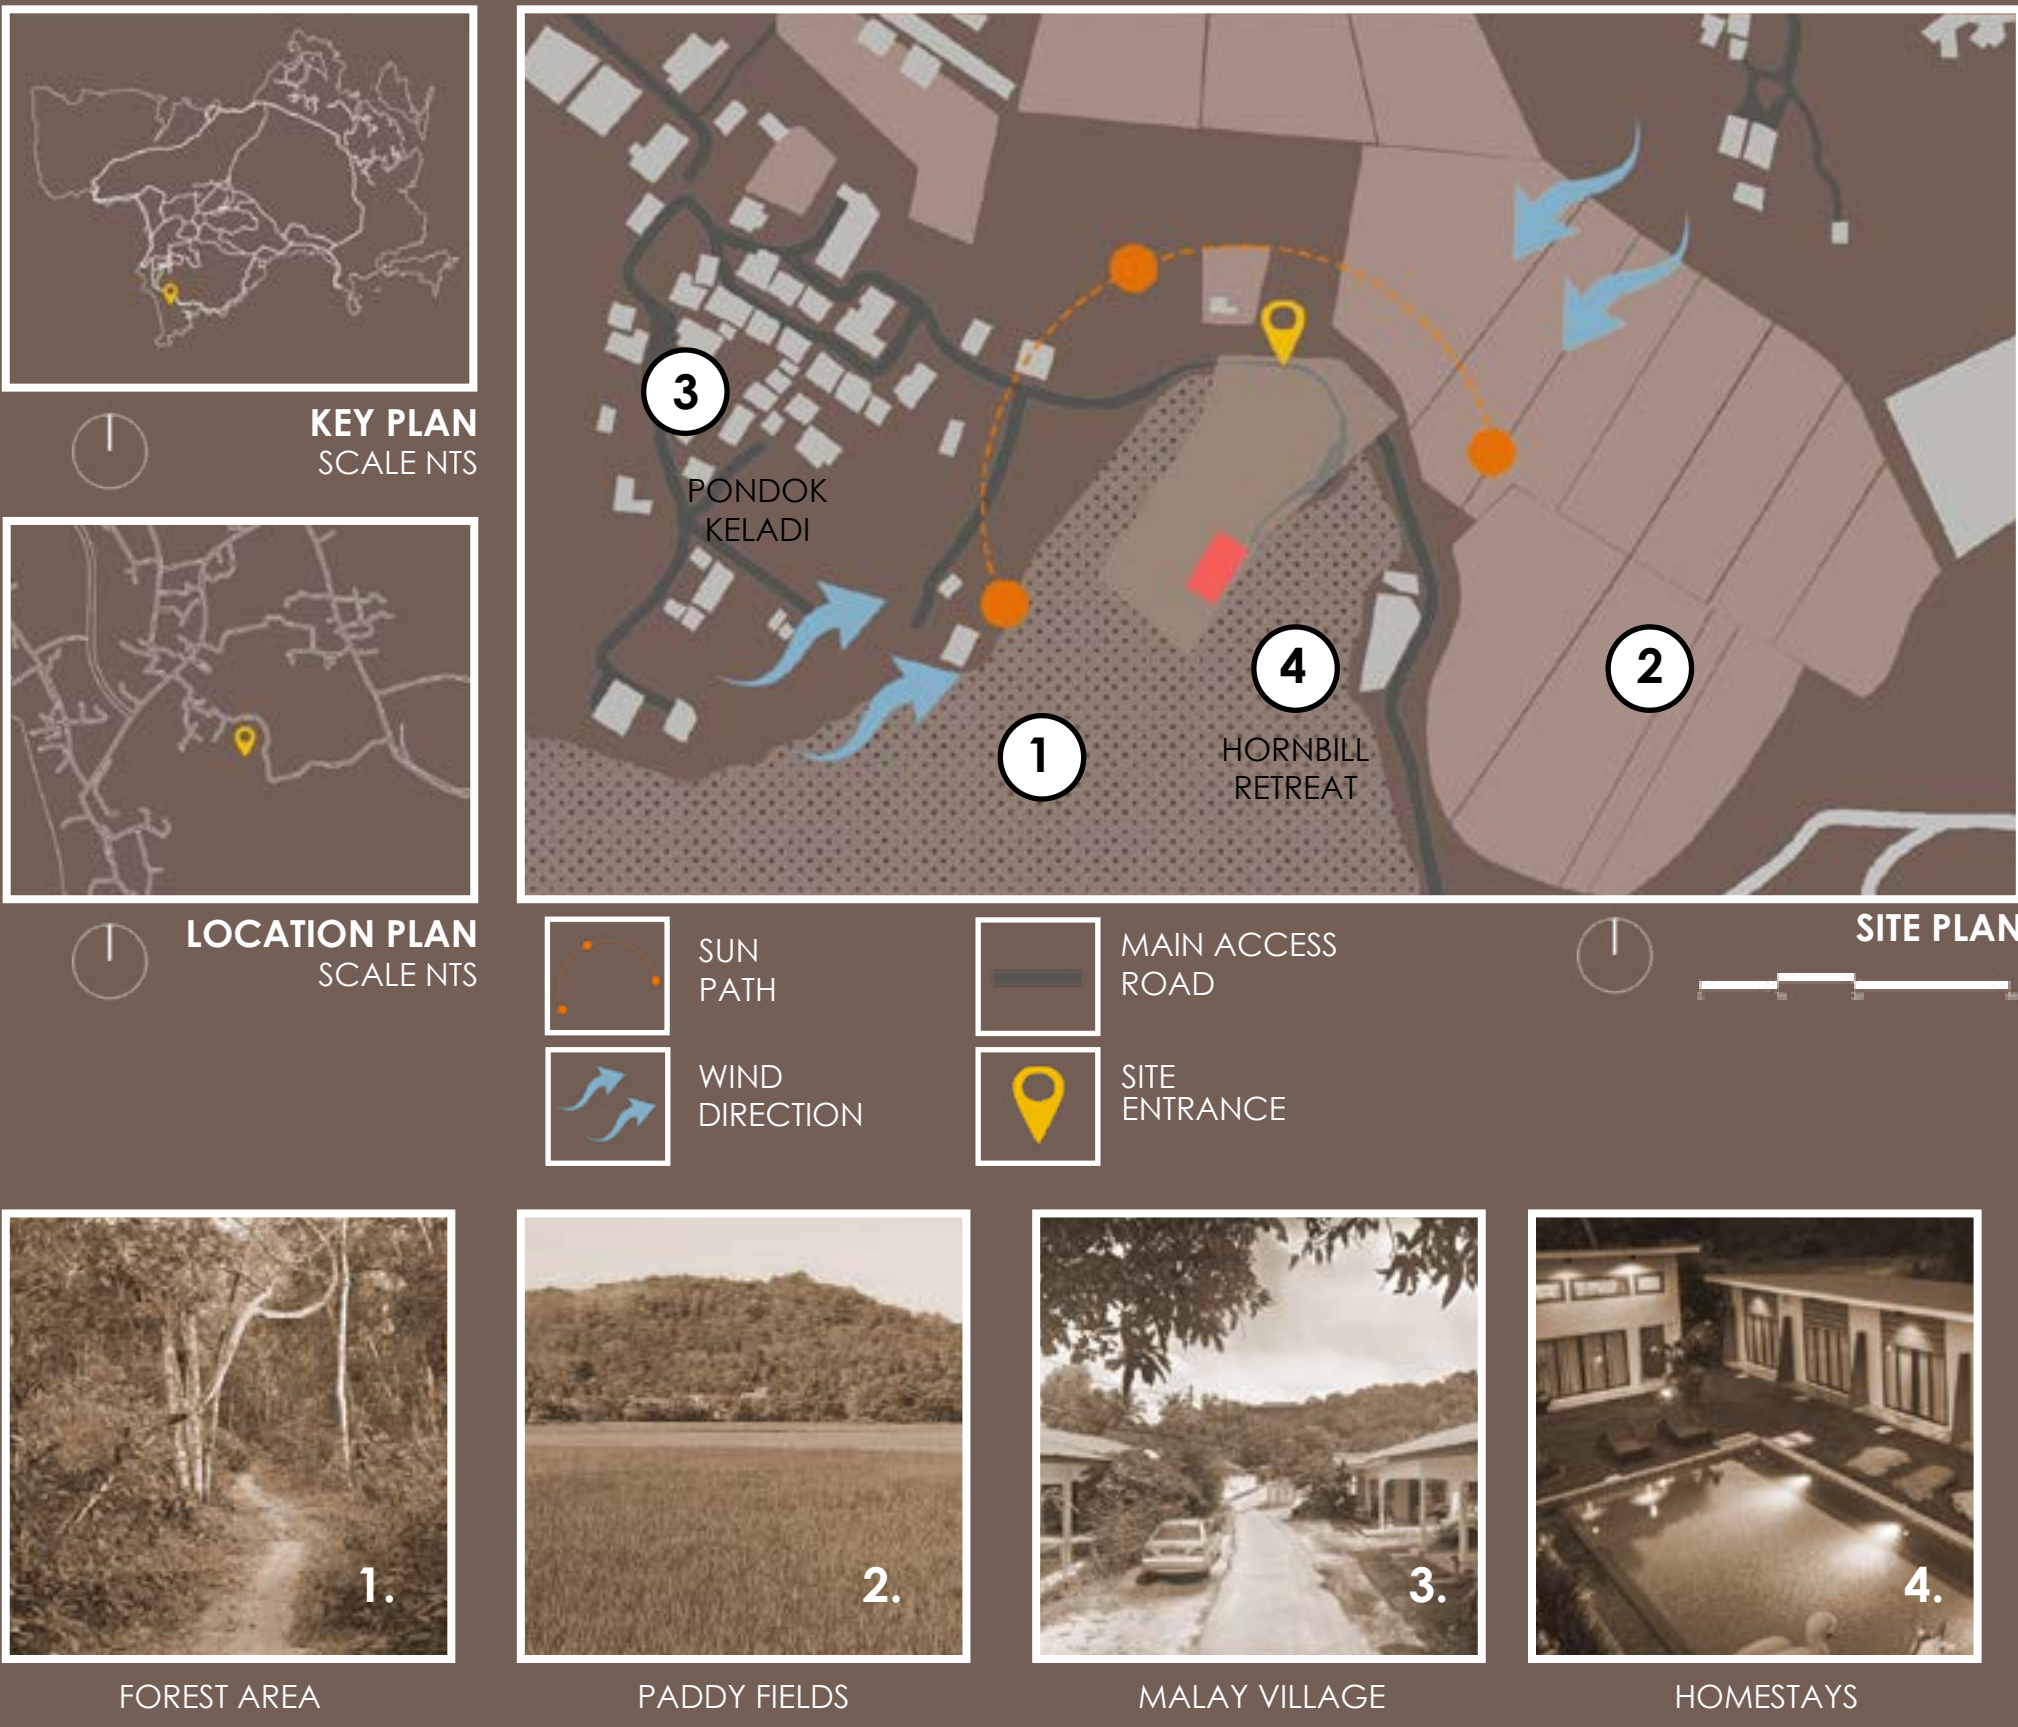 KEY PLAN
SCALE NTS
LOCATION PLAN
SCALE NTS
3
PONDOK
KELADI
1
4
HORNBILL
RETREAT
2
SUN
PATH
MAIN ACCESS
ROAD
WIND
DIRECTION
SITE
ENTRANCE
SITE PLAN
1.
2.
3.
4.
FOREST AREA
PADDY FIELDS
MALAY VILLAGE
HOMESTAYS